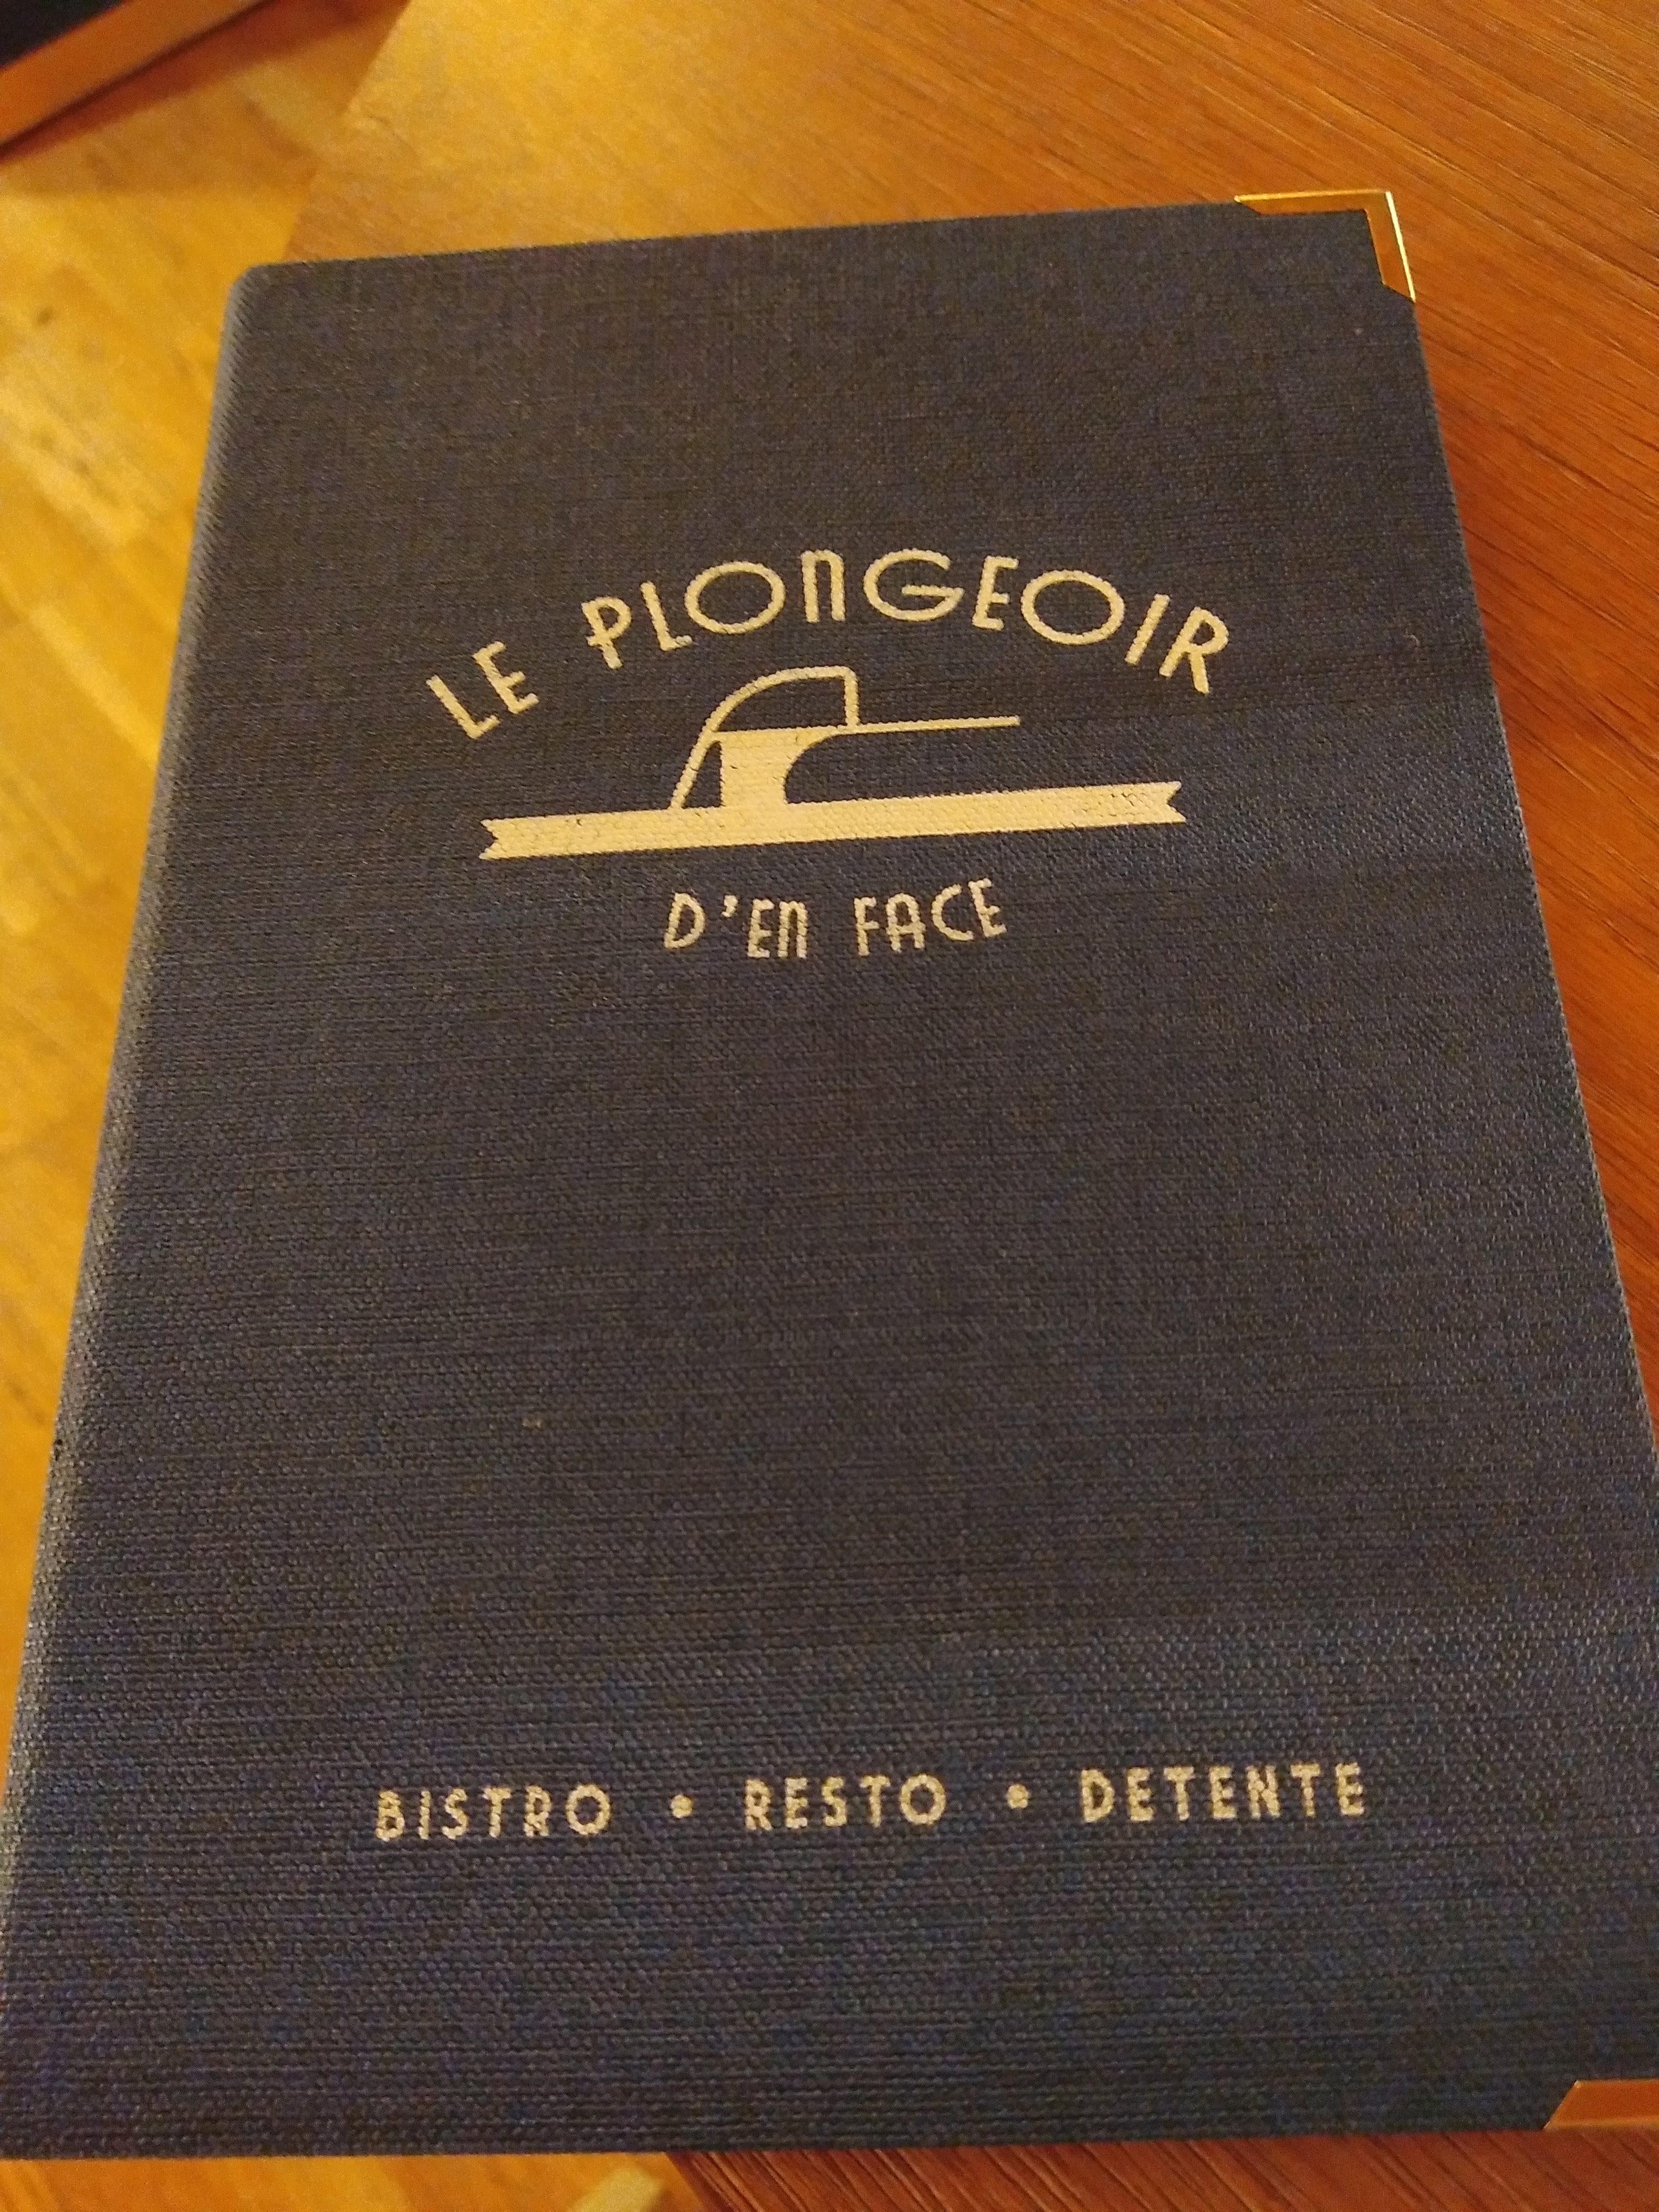 LE PLONGEOIR
D'EN FACE
BISTRO • RESTO • DETENTE